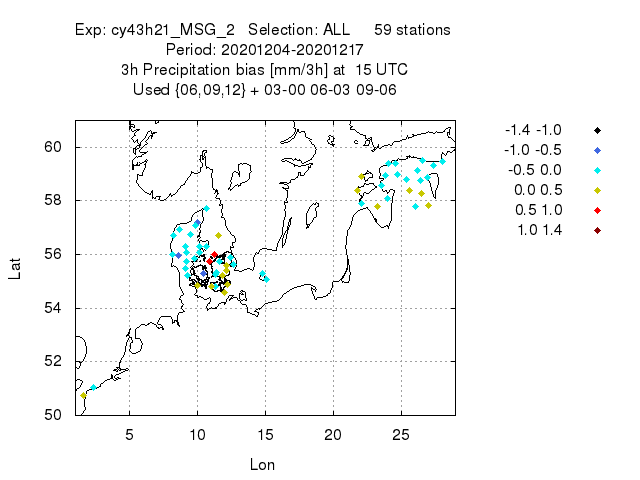 Exp: cy43h21_MSG_2 Selection: ALL 59 stations
Period: 20201204-20201217
3h Precipitation bias [mm/3h] at 15 UTC
Used {06,09,12} + 03-00 06-03 09-06
-1.4 -1.0
-1.0 -0.5
-0.5 0.0
0.0 0.5
0.5 1.0
1.0 1.4
60
58
56
54
52
50
Lat
5 10 15 20 25
Lon